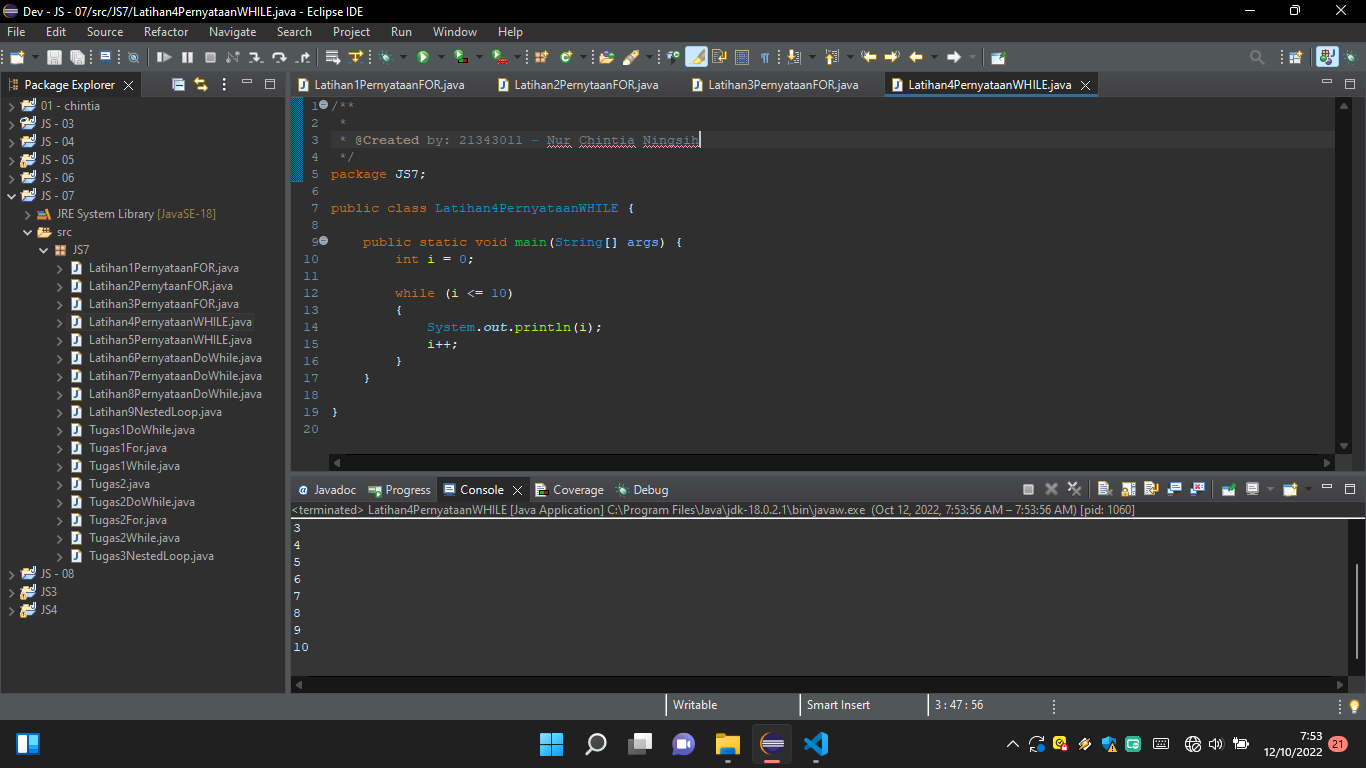 Dev - JS - 07/src/JS7/Latihan4PernyataanWHILE.java - Eclipse IDE
File Edit Source Refactor Navigate Search Project Run Window Help
Package Explorer
01 - chintia
JS - 03
JS - 04
JS - 05
JS - 06
JS - 07
JRE System Library [JavaSE-18]
src
JS7
Latihan1PernyataanFOR.java
Latihan2PernytaanFOR.java
Latihan3PernyataanFOR.java
Latihan4PernyataanWHILE.java
Latihan5PernyataanWHILE.java
Latihan6PernyataanDoWhile.java
Latihan7PernyataanDoWhile.java
Latihan8PernyataanDoWhile.java
Latihan9NestedLoop.java
Tugas1DoWhile.java
Tugas1For.java
Tugas1While.java
Tugas2.java
Tugas2DoWhile.java
Tugas2For.java
Tugas2While.java
Tugas3NestedLoop.java
JS - 08
JS3
JS4
Latihan1PernyataanFOR.java Latihan2PernytaanFOR.java Latihan3PernyataanFOR.java Latihan4PernyataanWHILE.java
1 /**
2 *
3 * @Created by: 21343011 - Nur Chintia Ningsih
4 */
5 package JS7;
6
7 public class Latihan4PernyataanWHILE {
8
9 public static void main(String[] args) {
10 int i = 0;
11
12 while (i <= 10)
13 {
14 System.out.println(i);
15 i++;
16 }
17 }
18
19 }
20
Javadoc Progress Console Coverage Debug
<terminated> Latihan4PernyataanWHILE [Java Application] C:\Program Files\Java\jdk-18.0.2.1\bin\javaw.exe (Oct 12, 2022, 7:53:56 AM – 7:53:56 AM) [pid: 1060]
3
4
5
6
7
8
9
10
Writable Smart Insert 3 : 47 : 56
7:53
12/10/2022
21